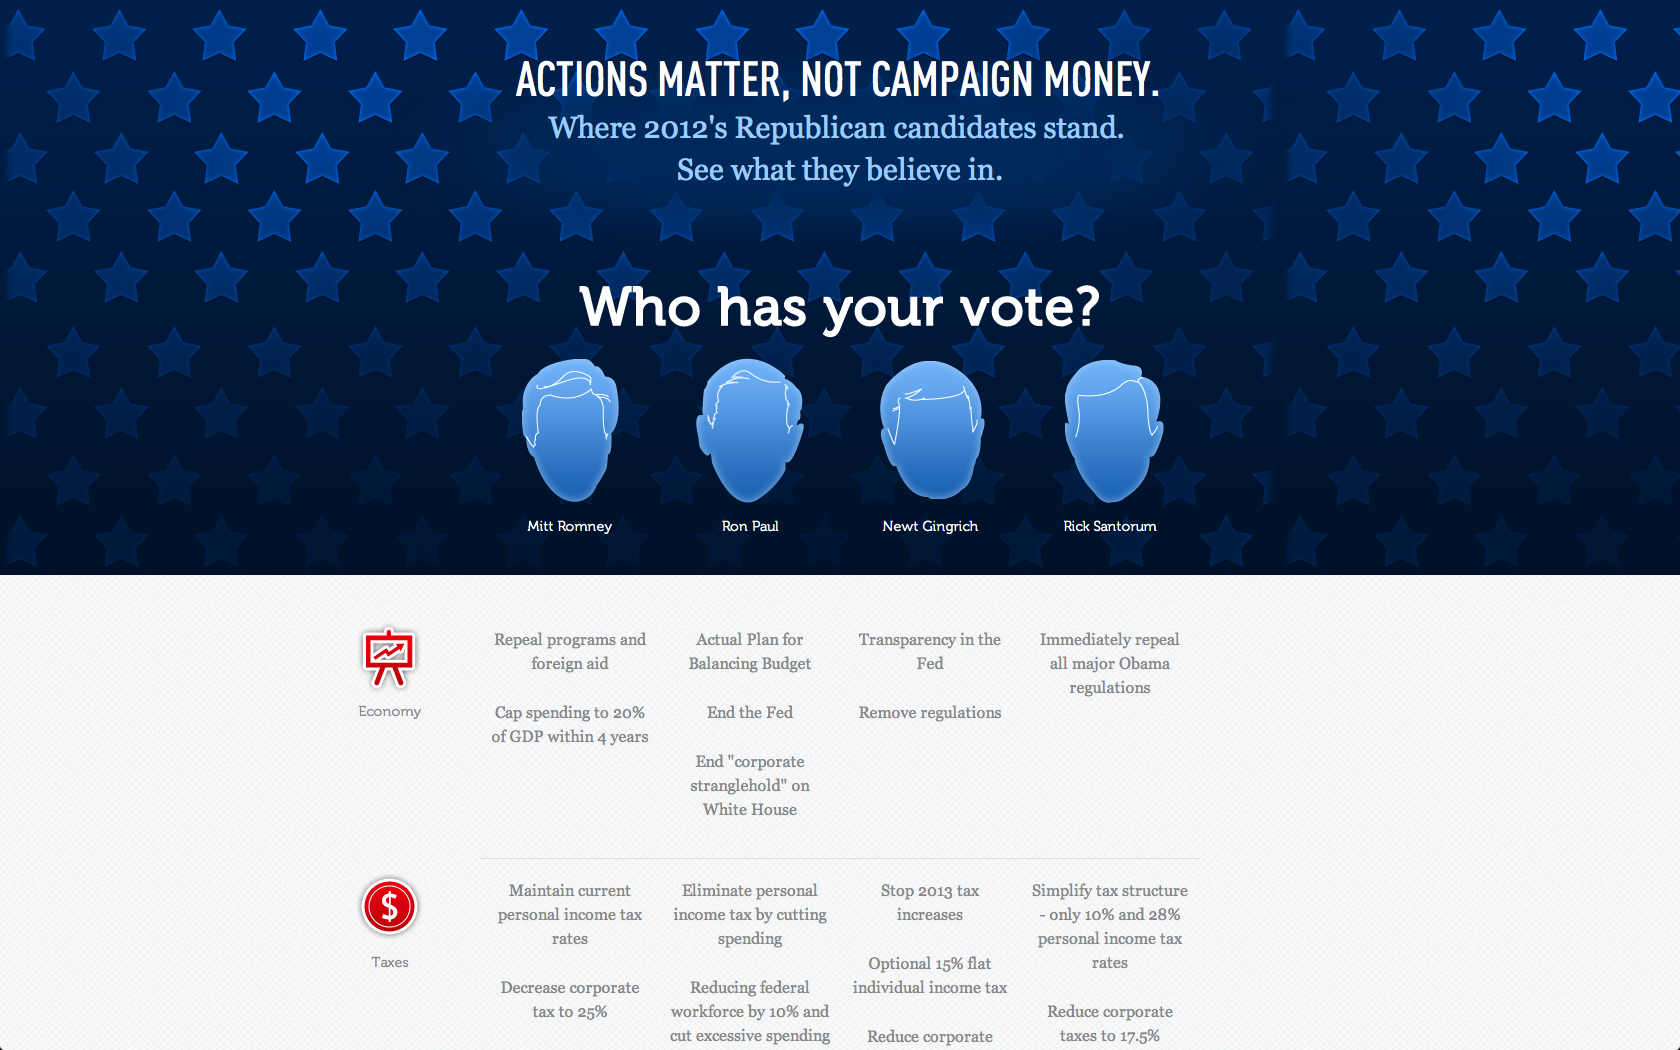 ACTIONS MATTER, NOT CAMPAIGN MONEY.
Where 2012's Republican candidates stand.
See what they believe in.
Who has your vote?
Mitt Romney
Ron Paul
Newt Gingrich
Rick Santorum
Economy
Repeal programs and
foreign aid
Cap spending to 20%
of GDP within 4 years
Actual Plan for
Balancing Budget
End the Fed
End "corporate
stranglehold" on
White House
Transparency in the
Fed
Remove regulations
Immediately repeal
all major Obama
regulations
$
Taxes
Maintain current
personal income tax
rates
Decrease corporate
tax to 25%
Eliminate personal
income tax by cutting
spending
Reducing federal
workforce by 10% and
cut excessive spending
Stop 2013 tax
increases
Optional 15% flat
individual income tax
Reduce corporate
Simplify tax structure
- only 10% and 28%
personal income tax
rates
Reduce corporate
taxes to 17.5%